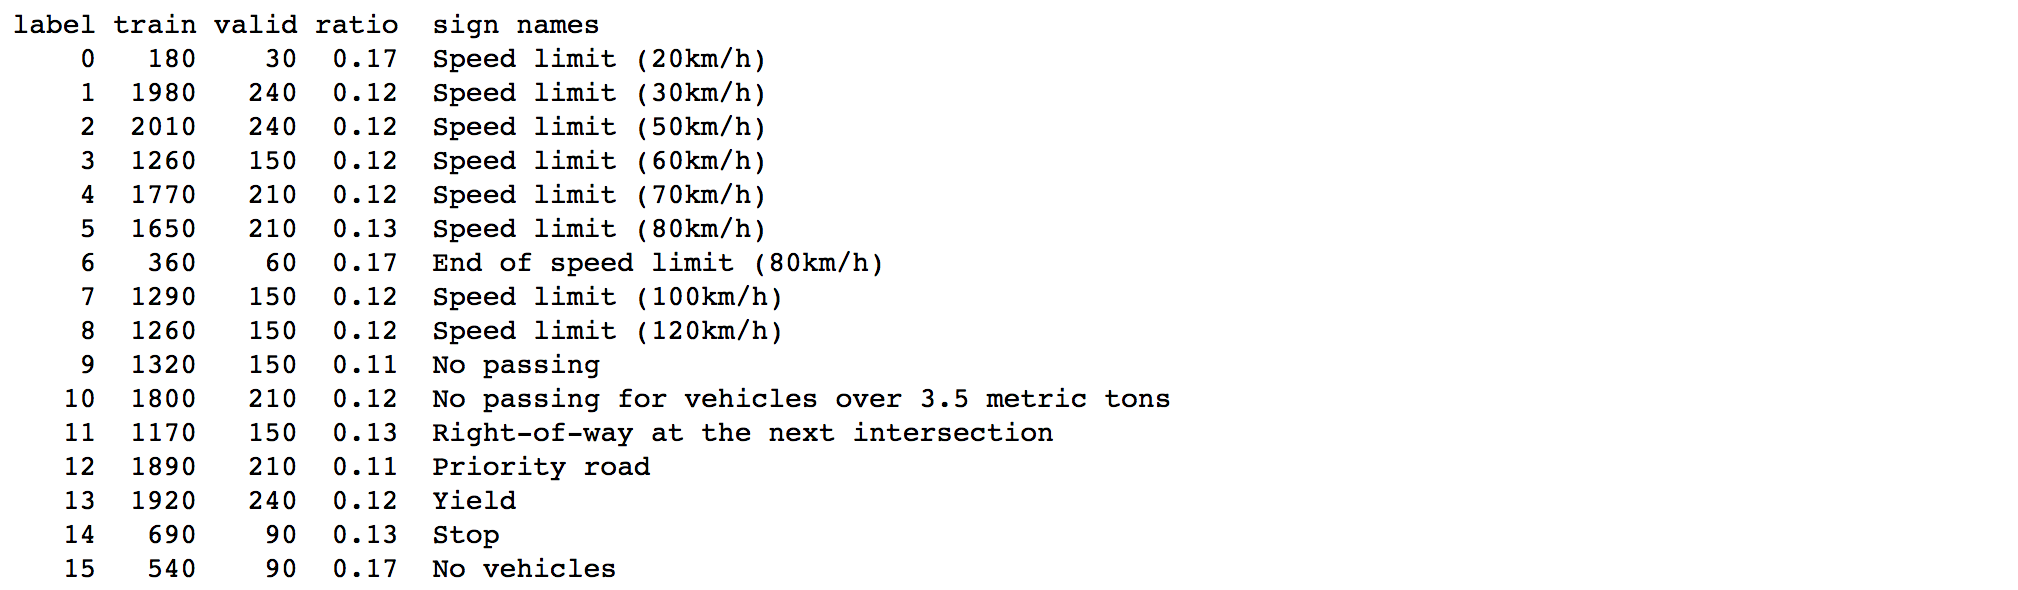 label train valid ratio  sign names
    0   180    30  0.17  Speed limit (20km/h)
    1  1980   240  0.12  Speed limit (30km/h)
    2  2010   240  0.12  Speed limit (50km/h)
    3  1260   150  0.12  Speed limit (60km/h)
    4  1770   210  0.12  Speed limit (70km/h)
    5  1650   210  0.13  Speed limit (80km/h)
    6   360    60  0.17  End of speed limit (80km/h)
    7  1290   150  0.12  Speed limit (100km/h)
    8  1260   150  0.12  Speed limit (120km/h)
    9  1320   150  0.11  No passing
   10  1800   210  0.12  No passing for vehicles over 3.5 metric tons
   11  1170   150  0.13  Right-of-way at the next intersection
   12  1890   210  0.11  Priority road
   13  1920   240  0.12  Yield
   14   690    90  0.13  Stop
   15   540    90  0.17  No vehicles